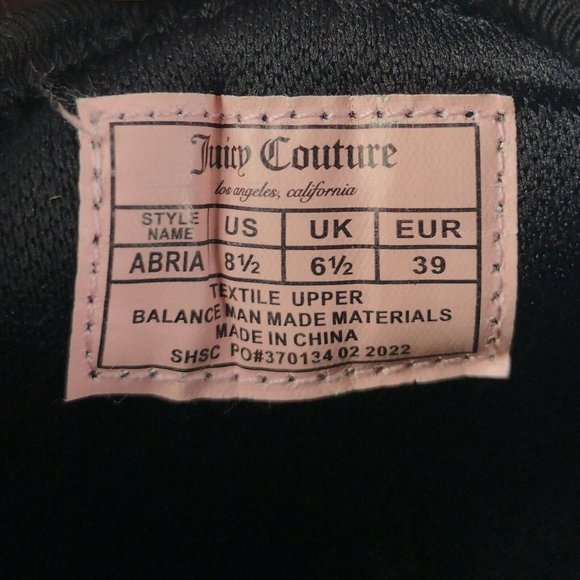 Juicy Couture
los angeles, california
STYLE NAME US UK EUR
ABRIA 8½ 6½ 39
TEXTILE UPPER
BALANCE MAN MADE MATERIALS
MADE IN CHINA
SHSC PO#370134 02 2022